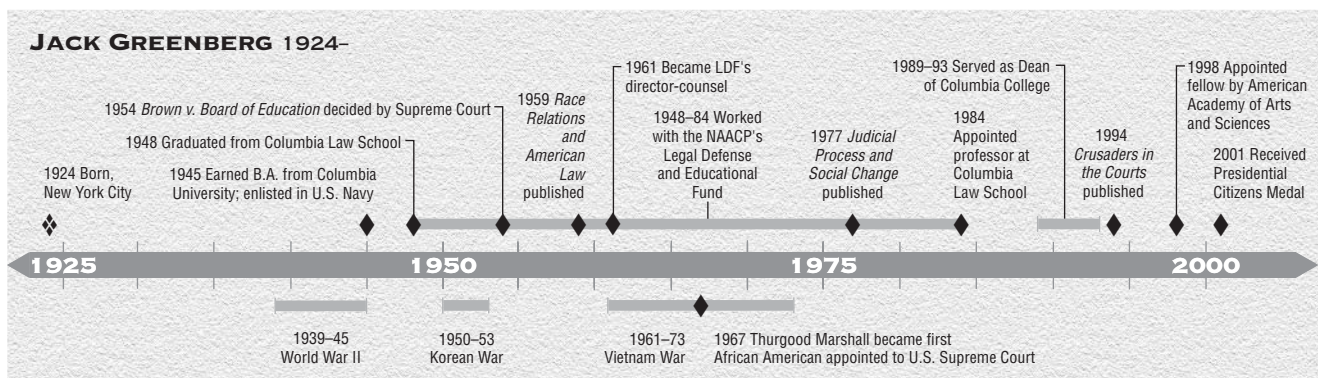 JACK GREENBERG 1924–
1924 Born,
New York City
1945 Earned B.A. from Columbia
University; enlisted in U.S. Navy
1948 Graduated from Columbia Law School
1954 Brown v. Board of Education decided by Supreme Court
1959 Race
Relations
and
American
Law
published
1961 Became LDF's
director-counsel
1948–84 Worked
with the NAACP's
Legal Defense
and Educational
Fund
1977 Judicial
Process and
Social Change
published
1984
Appointed
professor at
Columbia
Law School
1989–93 Served as Dean
of Columbia College
1994
Crusaders in
the Courts
published
1998 Appointed
fellow by American
Academy of Arts
and Sciences
2001 Received
Presidential
Citizens Medal
1925
1950
1975
2000
1939–45
World War II
1950–53
Korean War
1961–73
Vietnam War
1967 Thurgood Marshall became first
African American appointed to U.S. Supreme Court